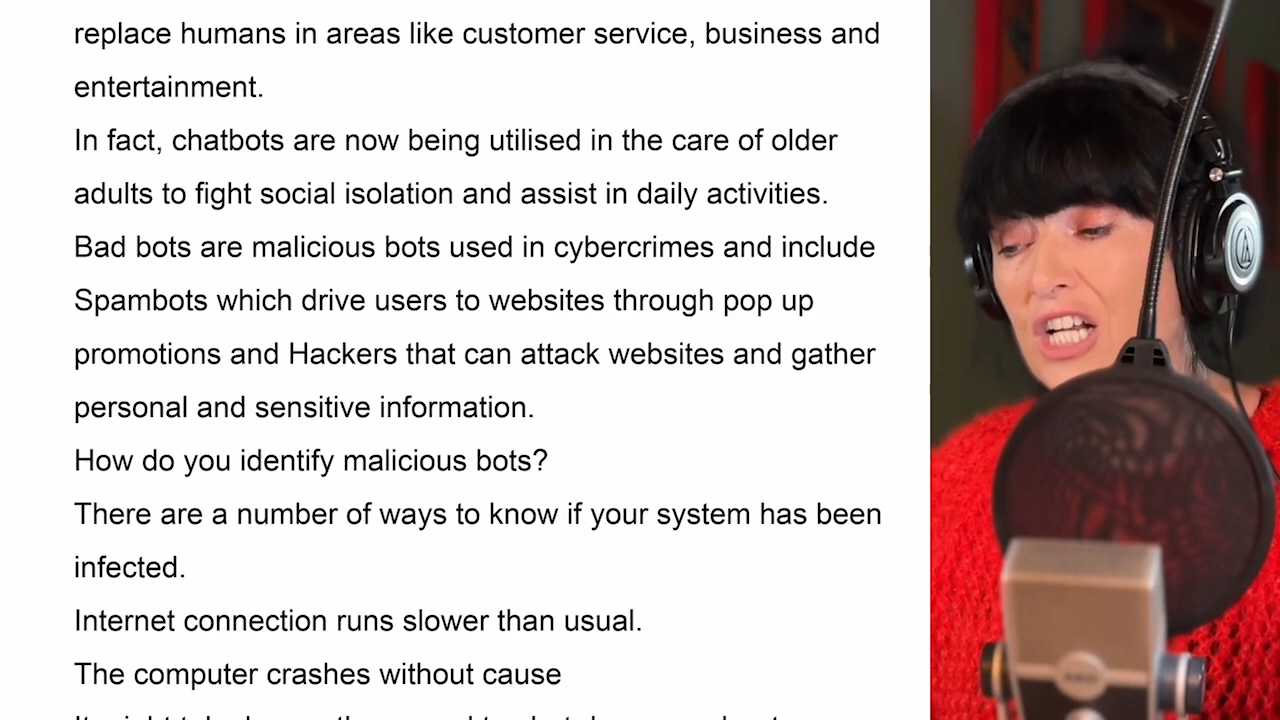 replace humans in areas like customer service, business and
entertainment.
In fact, chatbots are now being utilised in the care of older
adults to fight social isolation and assist in daily activities.
Bad bots are malicious bots used in cybercrimes and include
Spambots which drive users to websites through pop up
promotions and Hackers that can attack websites and gather
personal and sensitive information.
How do you identify malicious bots?
There are a number of ways to know if your system has been
infected.
Internet connection runs slower than usual.
The computer crashes without cause